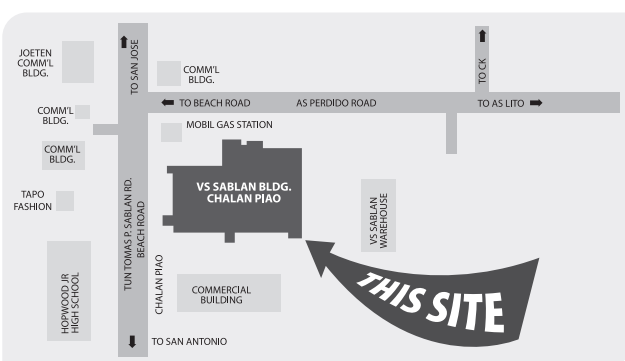 JOETEN
COMM'L
BLDG.
TO SAN JOSE
COMM'L
BLDG.
TO CK
TO BEACH ROAD
AS PERDIDO ROAD
TO AS LITO
COMM'L
BLDG.
MOBIL GAS STATION
COMM'L
BLDG.
VS SABLAN BLDG.
CHALAN PIAO
TAPO
FASHION
TUN TOMAS P. SABLAN RD.
BEACH ROAD
VS SABLAN
WAREHOUSE
CHALAN PIAO
HOPWOOD JR
HIGH SCHOOL
COMMERCIAL
BUILDING
THIS SITE
TO SAN ANTONIO